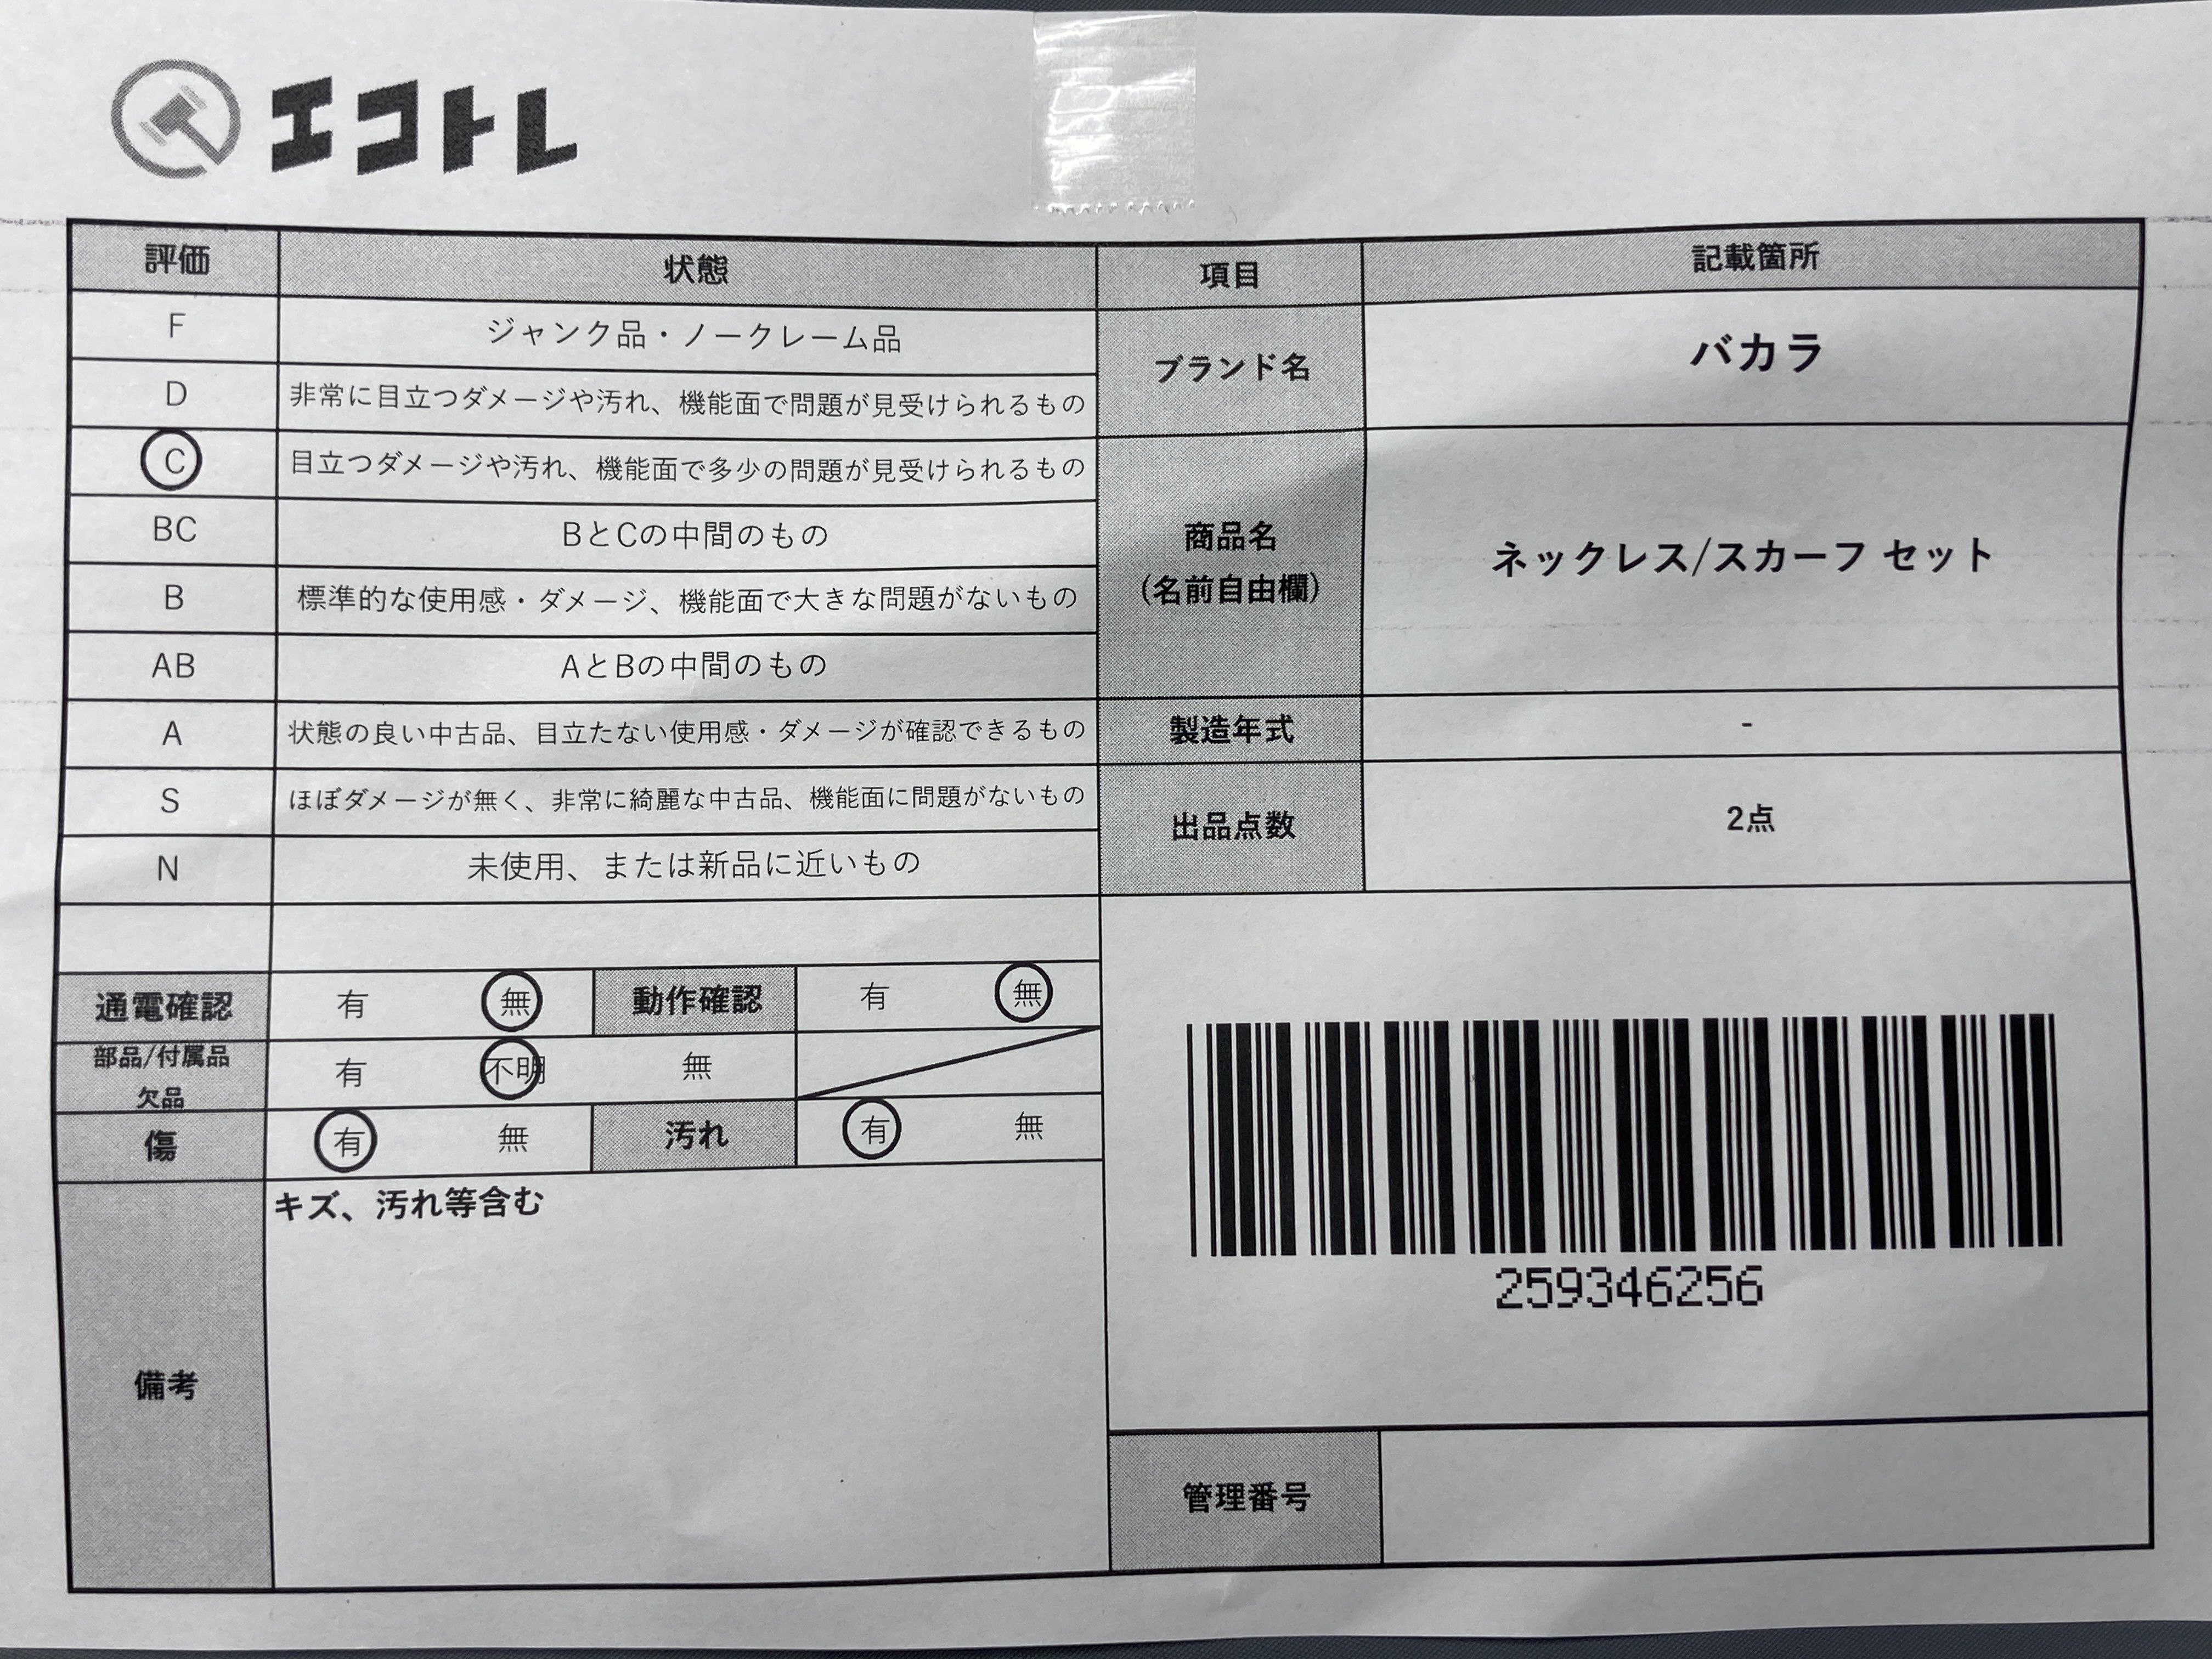 エコトレ
評価 状態 項目 記載箇所
F ジャンク品・ノークレーム品
D 非常に目立つダメージや汚れ、機能面で問題が見受けられるもの
ブランド名 バカラ
C 目立つダメージや汚れ、機能面で多少の問題が見受けられるもの
BC BとCの中間のもの
B 標準的な使用感・ダメージ、機能面で大きな問題がないもの
AB AとBの中間のもの
商品名
(名前自由欄)
ネックレス/スカーフ セット
A 状態の良い中古品、目立たない使用感・ダメージが確認できるもの
製造年式 -
S ほぼダメージが無く、非常に綺麗な中古品、機能面に問題がないもの
N 未使用、または新品に近いもの
出品点数 2点
通電確認 有 無 動作確認 有 無
部品/付属品
欠品
有 不明 無
傷 有 無 汚れ 有 無
備考
キズ、汚れ等含む
259346256
管理番号